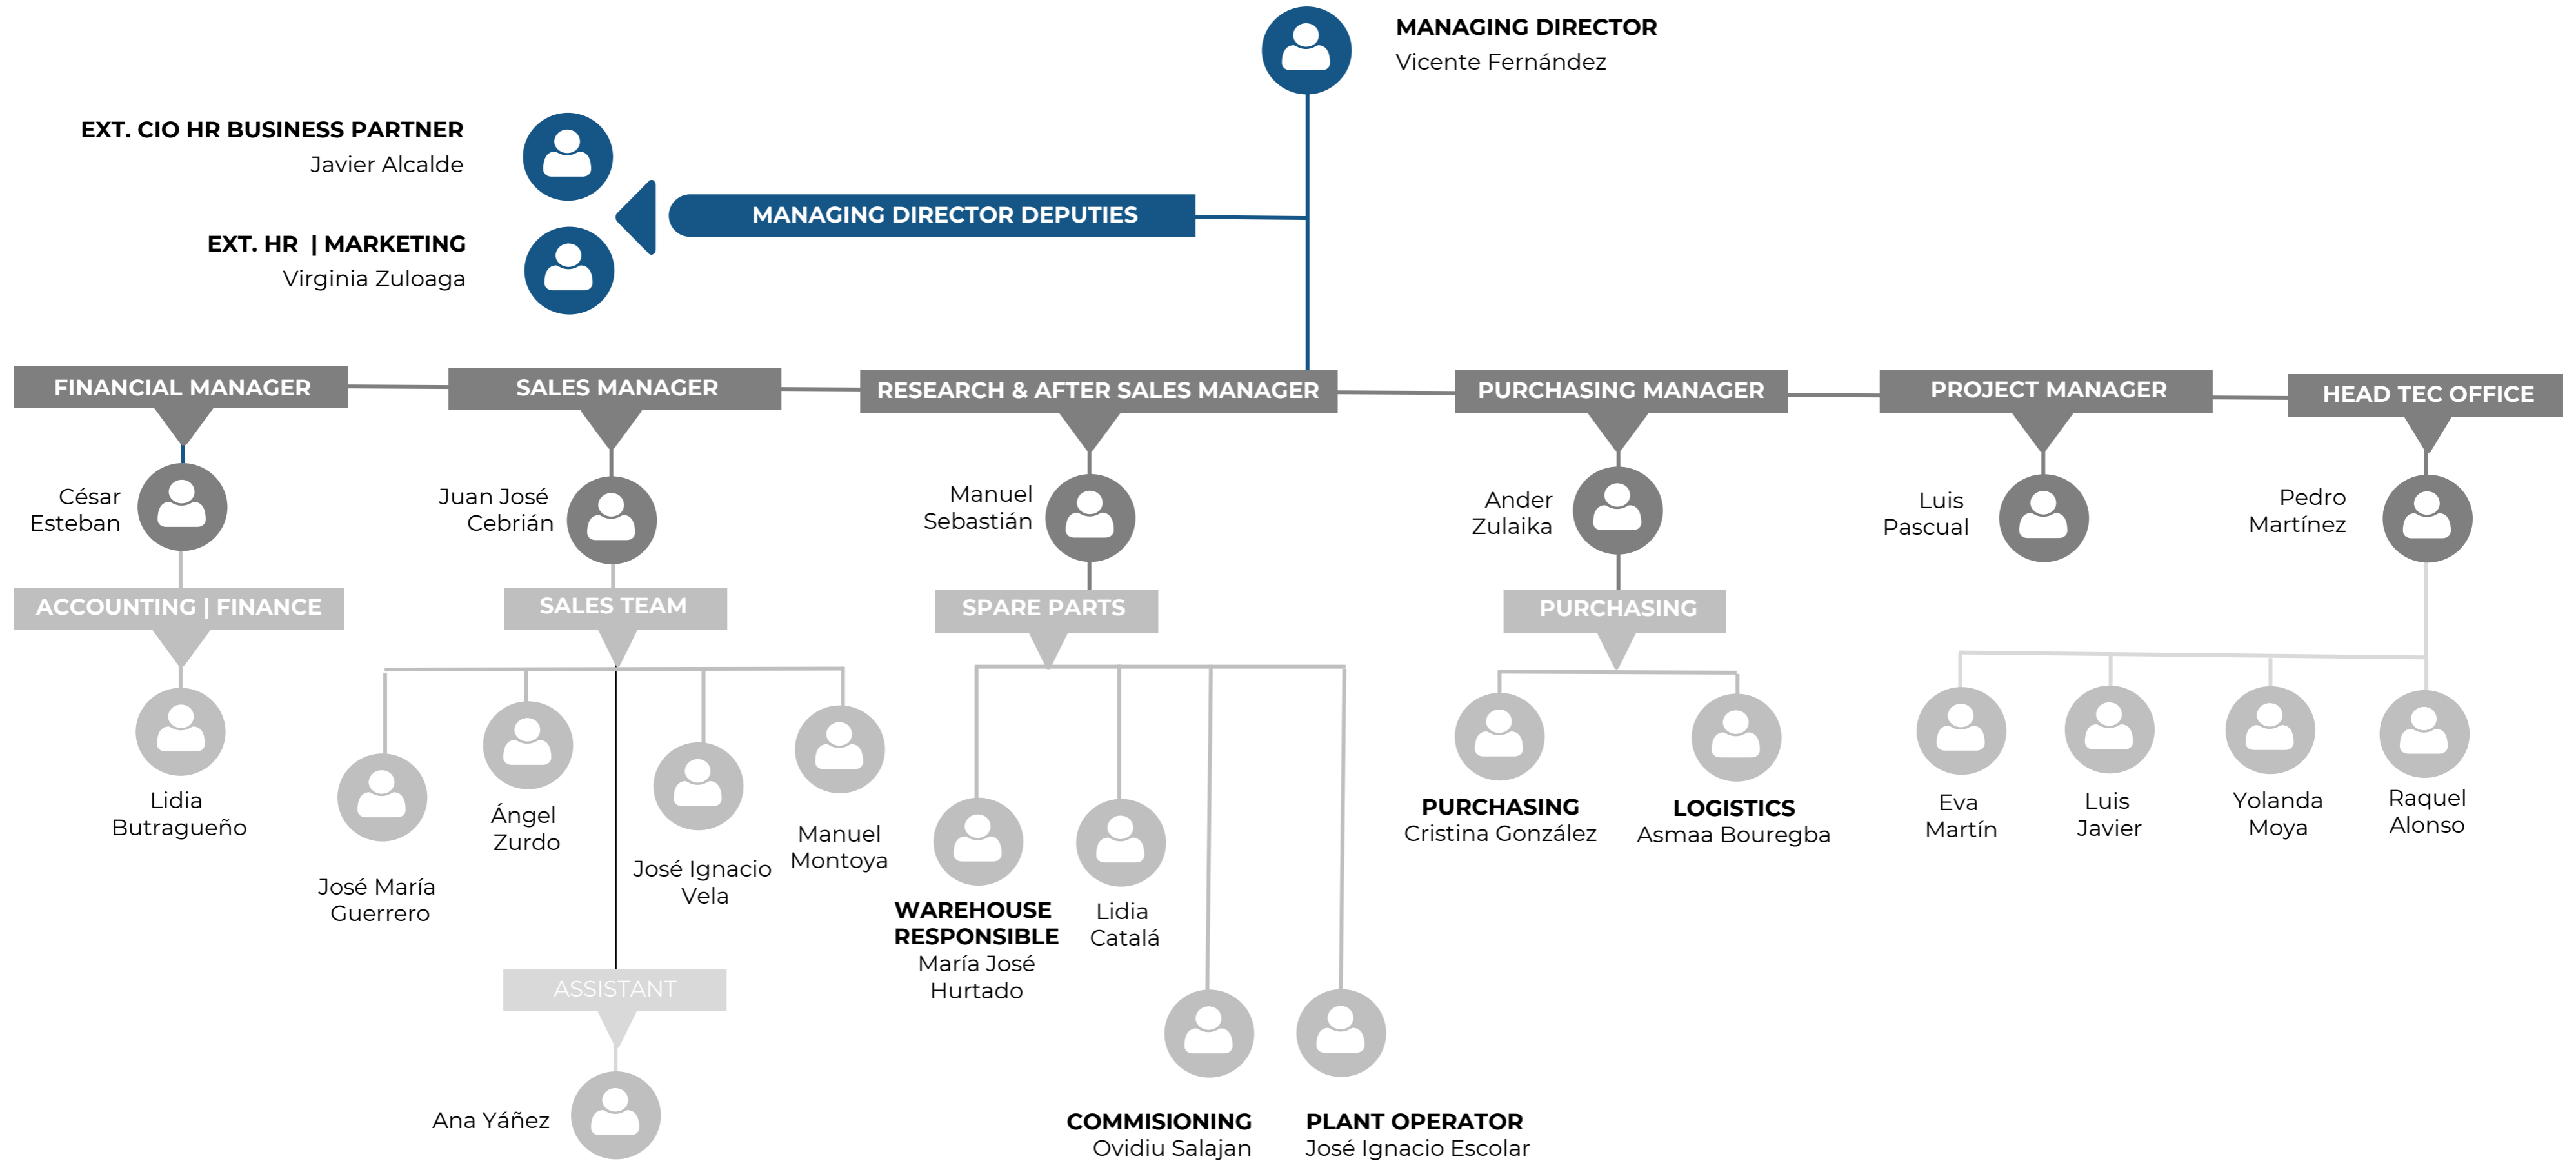 MANAGING DIRECTOR
Vicente Fernández
EXT. CIO HR BUSINESS PARTNER
Javier Alcalde
MANAGING DIRECTOR DEPUTIES
EXT. HR | MARKETING
Virginia Zuloaga
FINANCIAL MANAGER
SALES MANAGER
RESEARCH & AFTER SALES MANAGER
PURCHASING MANAGER
PROJECT MANAGER
HEAD TEC OFFICE
César
Esteban
Juan José
Cebrián
Manuel
Sebastián
Ander
Zulaika
Luis
Pascual
Pedro
Martínez
ACCOUNTING | FINANCE
SALES TEAM
SPARE PARTS
PURCHASING
Lidia
Butragueño
José María
Guerrero
Ángel
Zurdo
José Ignacio
Vela
Manuel
Montoya
WAREHOUSE
RESPONSIBLE
María José
Hurtado
Lidia
Catalá
PURCHASING
Cristina González
LOGISTICS
Asmaa Bouregba
Eva
Martín
Luis
Javier
Yolanda
Moya
Raquel
Alonso
ASSISTANT
Ana Yáñez
COMMISIONING
Ovidiu Salajan
PLANT OPERATOR
José Ignacio Escolar